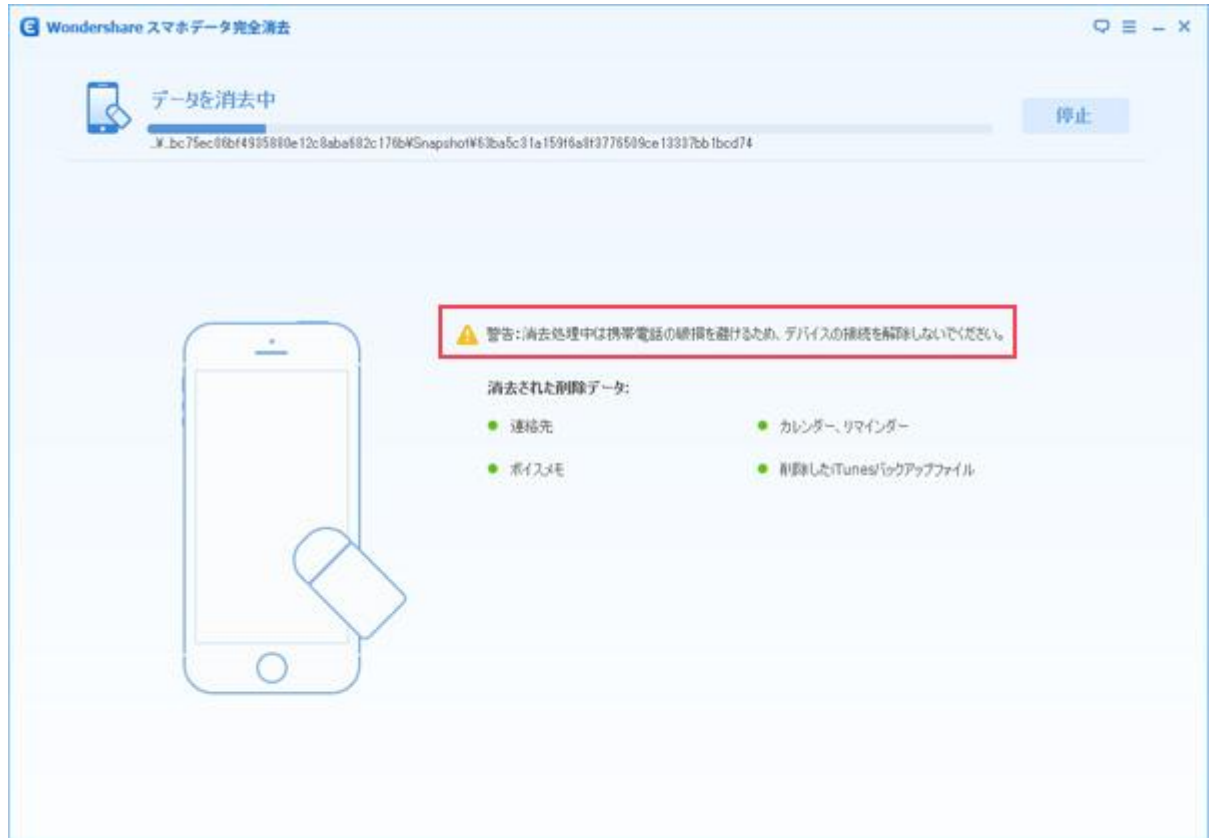 Wondershare スマホデータ完全消去
データを消去中
停止
警告：消去処理中は携帯電話の破損を避けるため、デバイスの接続を解除しないでください。
消去された削除データ:
連絡先
カレンダー、リマインダー
ボイスメモ
削除したiTunesバックアップファイル